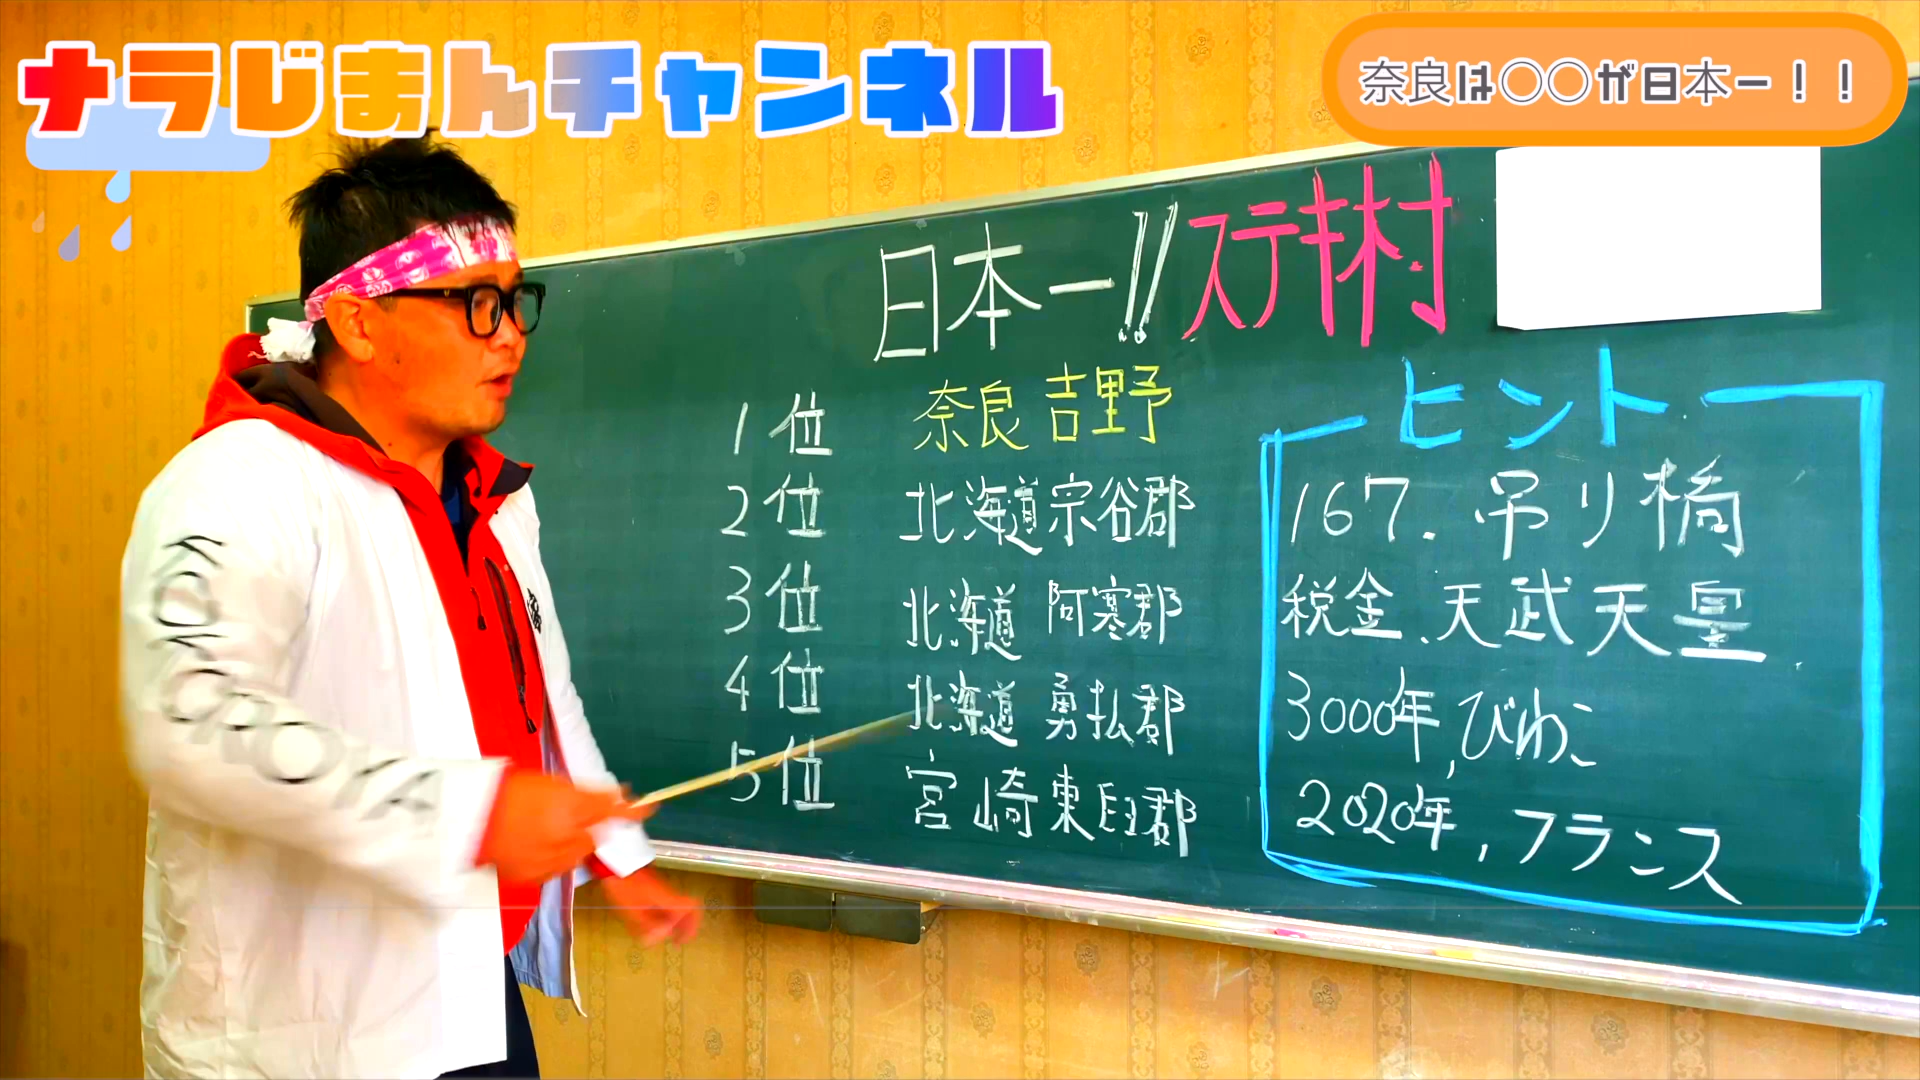 ナラじまんチャンネル
奈良は〇〇が日本一！！
日本一!!ステキ村
1位 奈良 吉野
2位 北海道宗谷郡
3位 北海道 阿寒郡
4位 北海道 勇払郡
5位 宮崎東臼郡
ヒント
167.吊り橋
税金、天武天皇
3000年,びわこ
2020年,フランス